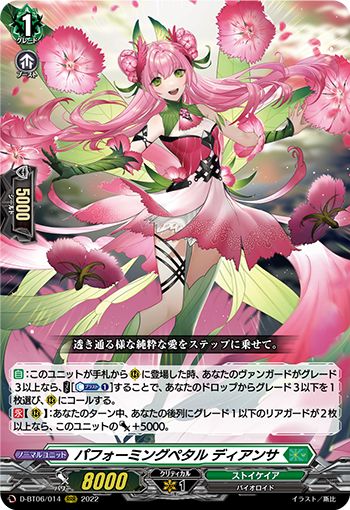 1
グレード
ブースト
シールド
5000
透き通る様な純粋な愛をステップに乗せて。
自:このユニットが手札からRに登場した時、あなたのヴァンガードがグレード
3以上なら、【ソウルブラスト1】することで、あなたのドロップからグレード3以下を1
枚選び、Rにコールする。
永【R】:あなたのターン中、あなたの後列にグレード1以下のリアガードが2枚
以上なら、このユニットの+5000。
ノーマルユニット
パフォーミングペタル ディアンサ
パワー
8000
クリティカル
1
ストイケイア
バイオロイド
D-BT06/014 RRR 2022
イラスト/斯比